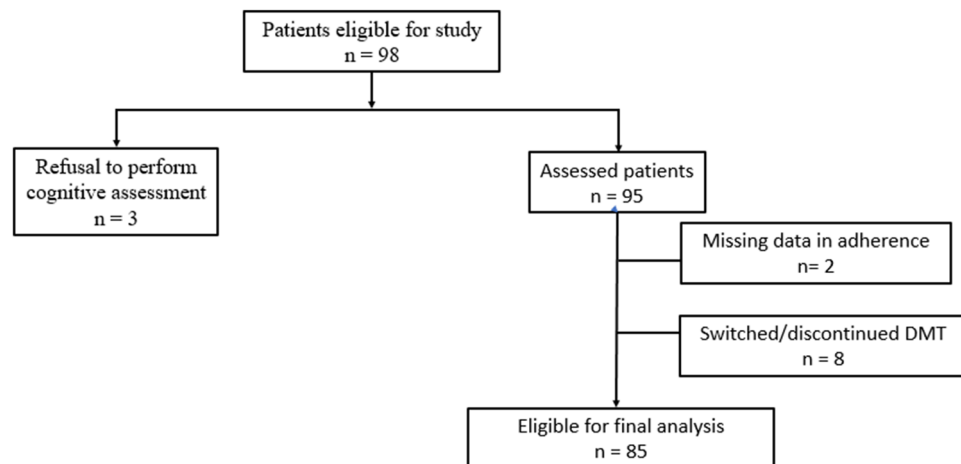 Patients eligible for study
n = 98
Refusal to perform
cognitive assessment
n = 3
Assessed patients
n = 95
Missing data in adherence
n= 2
Switched/discontinued DMT
n = 8
Eligible for final analysis
n = 85